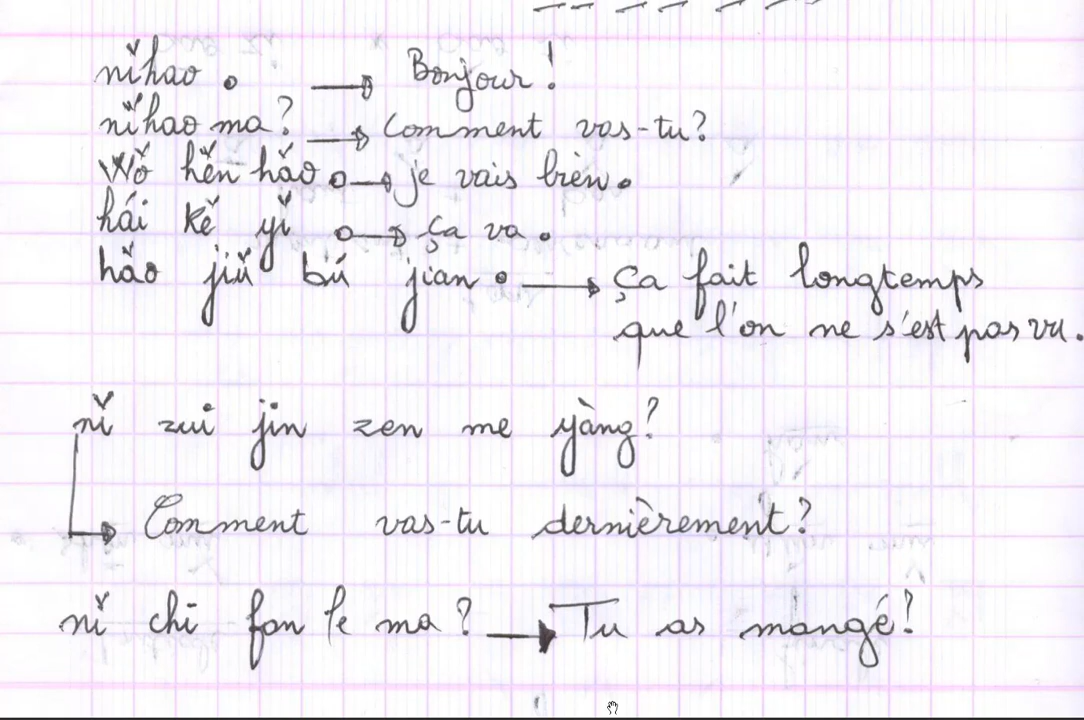 nǐhao. → Bonjour!
nǐhao ma? → Comment vas-tu?
Wǒ hěn hǎo. → je vais bien.
hái kě yǐ. → ça va.
hǎo jiǔ bú jian. → Ça fait longtemps
que l'on ne s'est pas vu.
nǐ zui jin zen me yàng?
Comment vas-tu dernièrement?
nǐ chī fan le ma? → Tu as mangé!